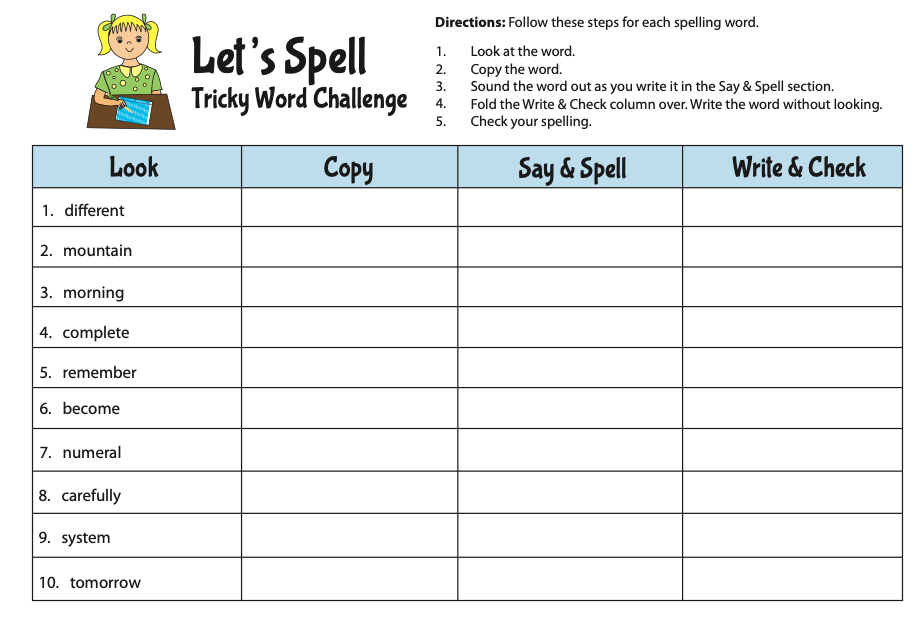 Let's Spell
Tricky Word Challenge
Directions: Follow these steps for each spelling word.
1. Look at the word.
2. Copy the word.
3. Sound the word out as you write it in the Say & Spell section.
4. Fold the Write & Check column over. Write the word without looking.
5. Check your spelling.
Look Copy Say & Spell Write & Check
1. different
2. mountain
3. morning
4. complete
5. remember
6. become
7. numeral
8. carefully
9. system
10. tomorrow